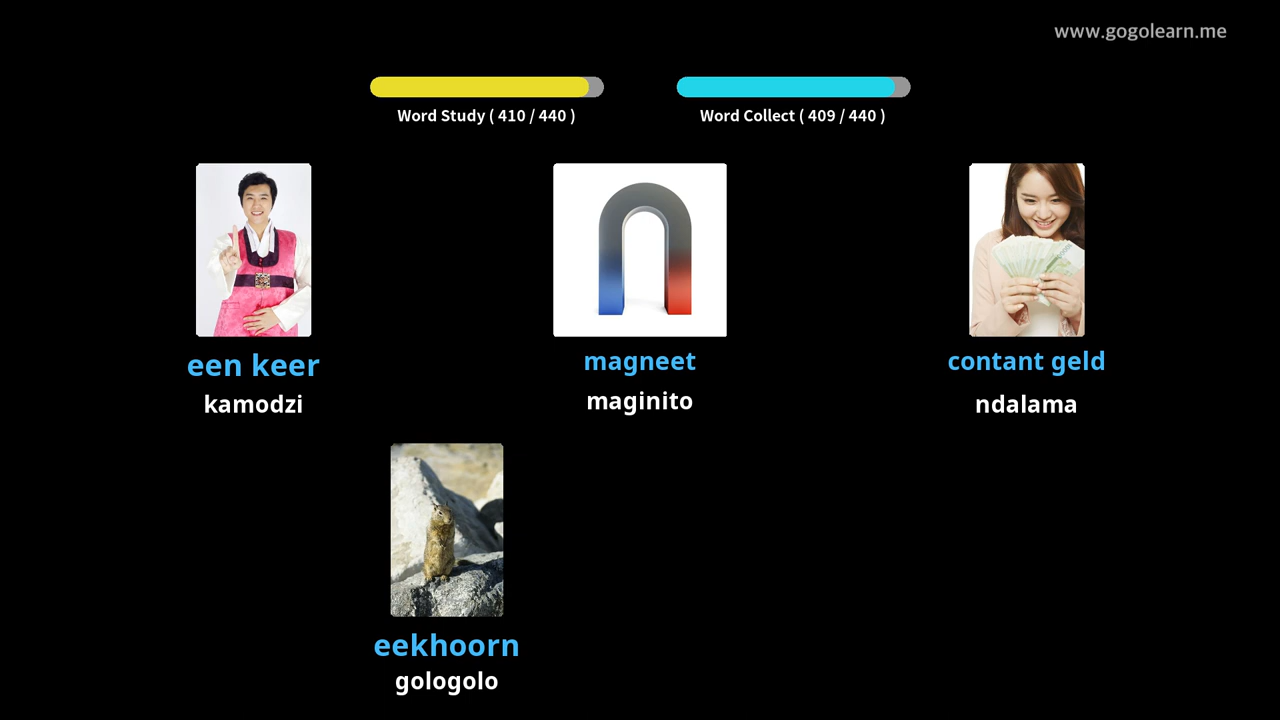 www.gogolearn.me
Word Study ( 410 / 440 )
Word Collect ( 409 / 440 )
een keer
kamodzi
magneet
maginito
contant geld
ndalama
eekhoorn
gologolo